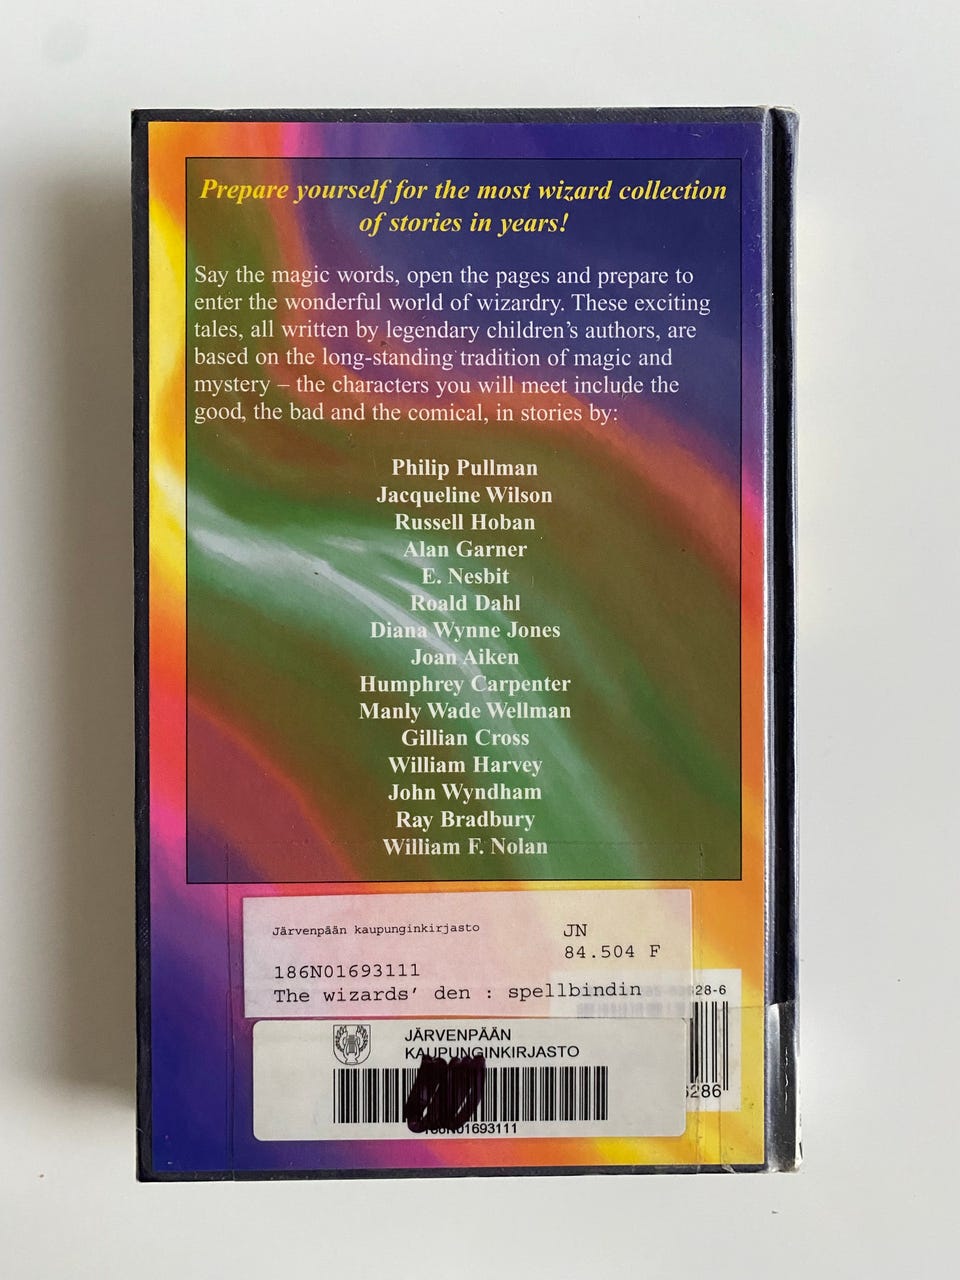 Prepare yourself for the most wizard collection
of stories in years!
Say the magic words, open the pages and prepare to
enter the wonderful world of wizardry. These exciting
tales, all written by legendary children's authors, are
based on the long-standing tradition of magic and
mystery – the characters you will meet include the
good, the bad and the comical, in stories by:
Philip Pullman
Jacqueline Wilson
Russell Hoban
Alan Garner
E. Nesbit
Roald Dahl
Diana Wynne Jones
Joan Aiken
Humphrey Carpenter
Manly Wade Wellman
Gillian Cross
William Harvey
John Wyndham
Ray Bradbury
William F. Nolan
Järvenpään kaupunginkirjasto
JN
84.504 F
186N01693111
The wizards' den : spellbindin
28-6
JÄRVENPÄÄN
KAUPUNGINKIRJASTO
6286
186N01693111